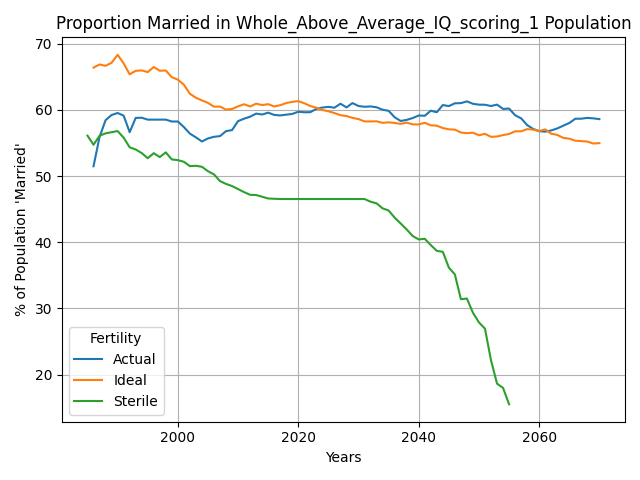 Proportion Married in Whole_Above_Average_IQ_scoring_1 Population
% of Population 'Married'
70
60
50
40
30
20
Fertility
Actual
Ideal
Sterile
2000
2020
2040
2060
Years